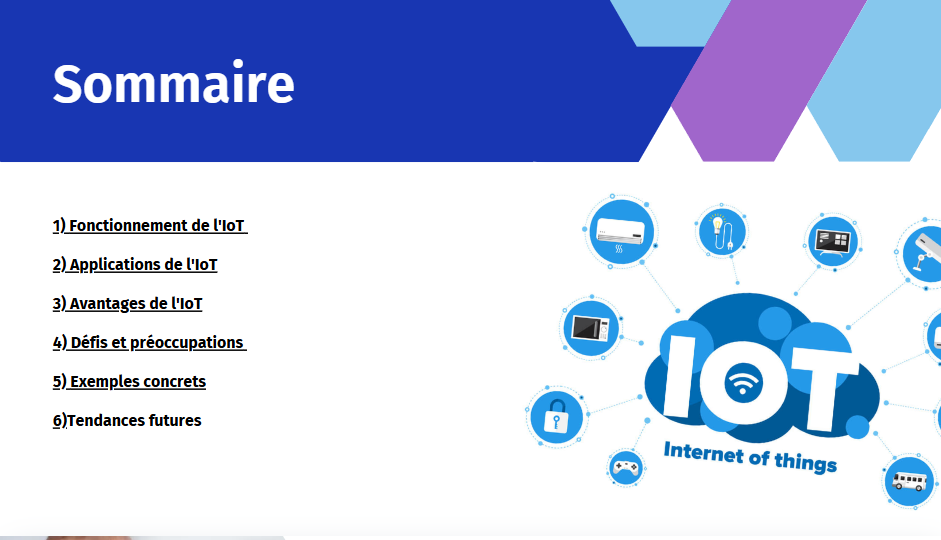 Sommaire
1) Fonctionnement de l'IoT
2) Applications de l'IoT
3) Avantages de l'IoT
4) Défis et préoccupations
5) Exemples concrets
6)Tendances futures
IOT
Internet of things